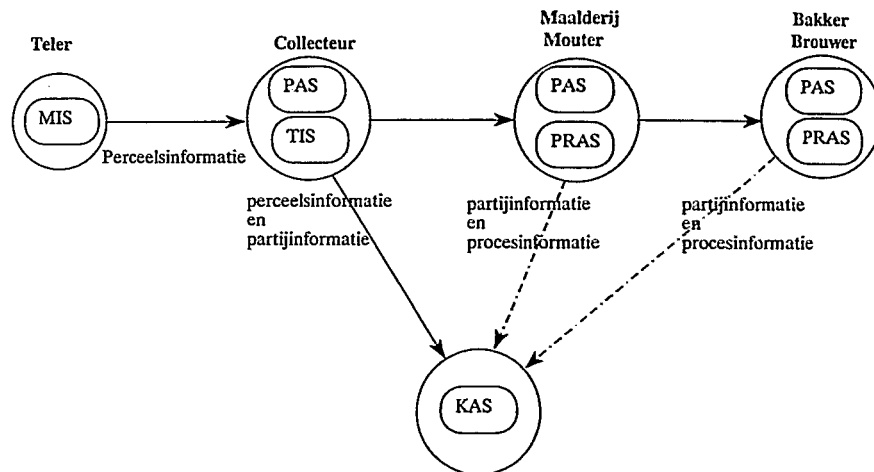 Teler
Collecteur
Maalderij
Mouter
Bakker
Brouwer
MIS
PAS
TIS
PAS
PRAS
PAS
PRAS
Perceelsinformatie
perceelsinformatie
en
partijinformatie
partijinformatie
en
procesinformatie
partijinformatie
en
procesinformatie
KAS